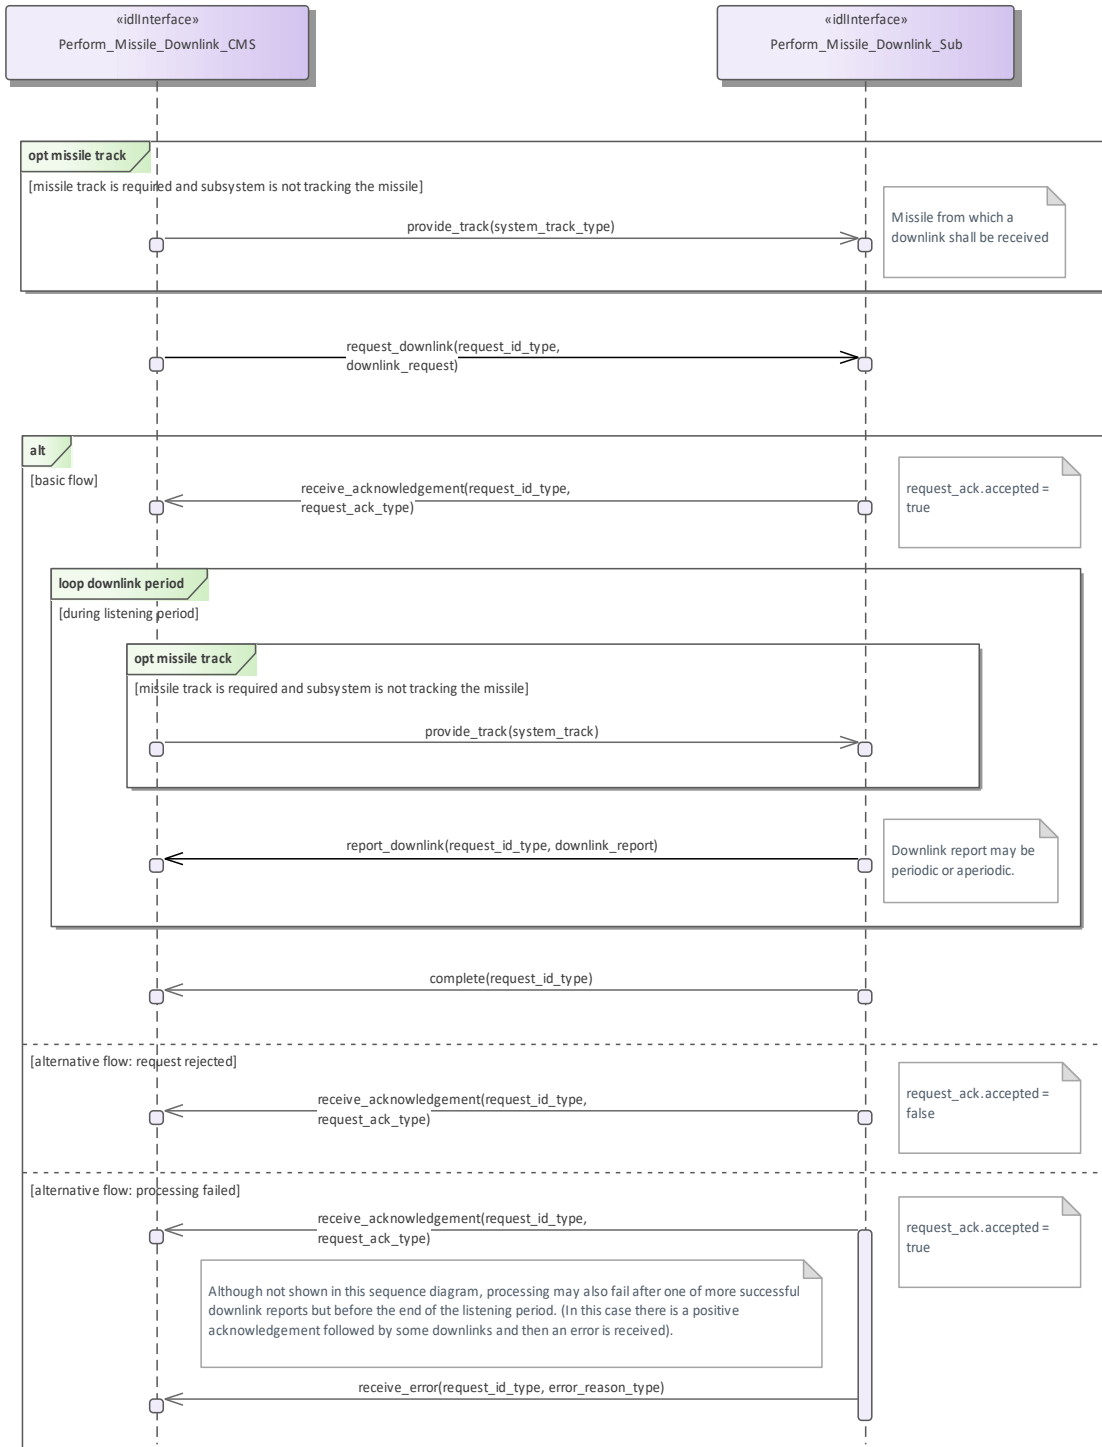 «idlInterface»
Perform_Missile_Downlink_CMS
«idlInterface»
Perform_Missile_Downlink_Sub
opt missile track
[missile track is required and subsystem is not tracking the missile]
provide_track(system_track_type)
Missile from which a
downlink shall be received
request_downlink(request_id_type,
downlink_request)
alt
[basic flow]
receive_acknowledgement(request_id_type,
request_ack_type)
request_ack.accepted =
true
loop downlink period
[during listening period]
opt missile track
[missile track is required and subsystem is not tracking the missile]
provide_track(system_track)
report_downlink(request_id_type, downlink_report)
Downlink report may be
periodic or aperiodic.
complete(request_id_type)
[alternative flow: request rejected]
receive_acknowledgement(request_id_type,
request_ack_type)
request_ack.accepted =
false
[alternative flow: processing failed]
receive_acknowledgement(request_id_type,
request_ack_type)
request_ack.accepted =
true
Although not shown in this sequence diagram, processing may also fail after one of more successful
downlink reports but before the end of the listening period. (In this case there is a positive
acknowledgement followed by some downlinks and then an error is received).
receive_error(request_id_type, error_reason_type)